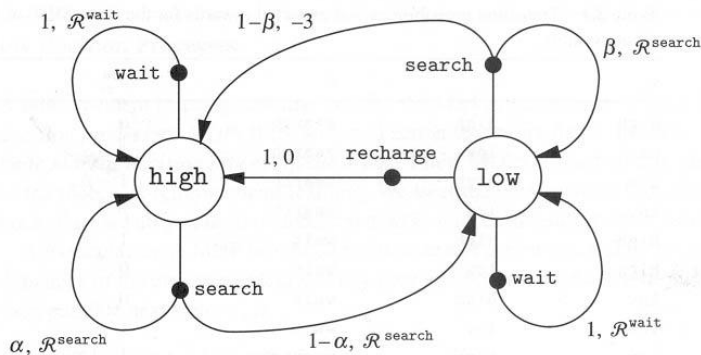 1, ℛ^wait
1−β, -3
β, ℛ^search
wait
search
1, 0
recharge
high
low
search
wait
α, ℛ^search
1−α, ℛ^search
1, ℛ^wait